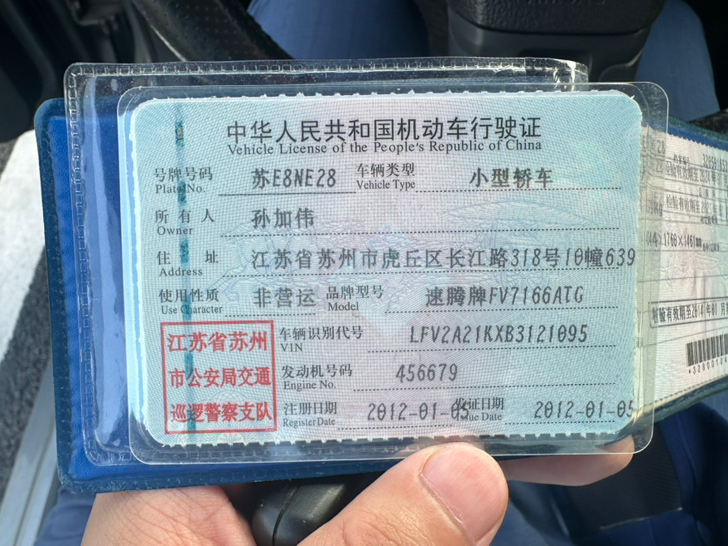 中华人民共和国机动车行驶证
Vehicle License of the People's Republic of China
号牌号码 苏E8NE28 车辆类型 小型轿车
Plate No. Vehicle Type
所有人 孙加伟
Owner
住址 江苏省苏州市虎丘区长江路318号10幢639
Address
使用性质 非营运 品牌型号 速腾牌FV7166ATG
Use Character Model
江苏省苏州
市公安局交通
巡逻警察支队
车辆识别代号 LFV2A21KXB3121095
VIN
发动机号码 456679
Engine No.
注册日期 2012-01-05 发证日期 2012-01-05
Register Date Issue Date